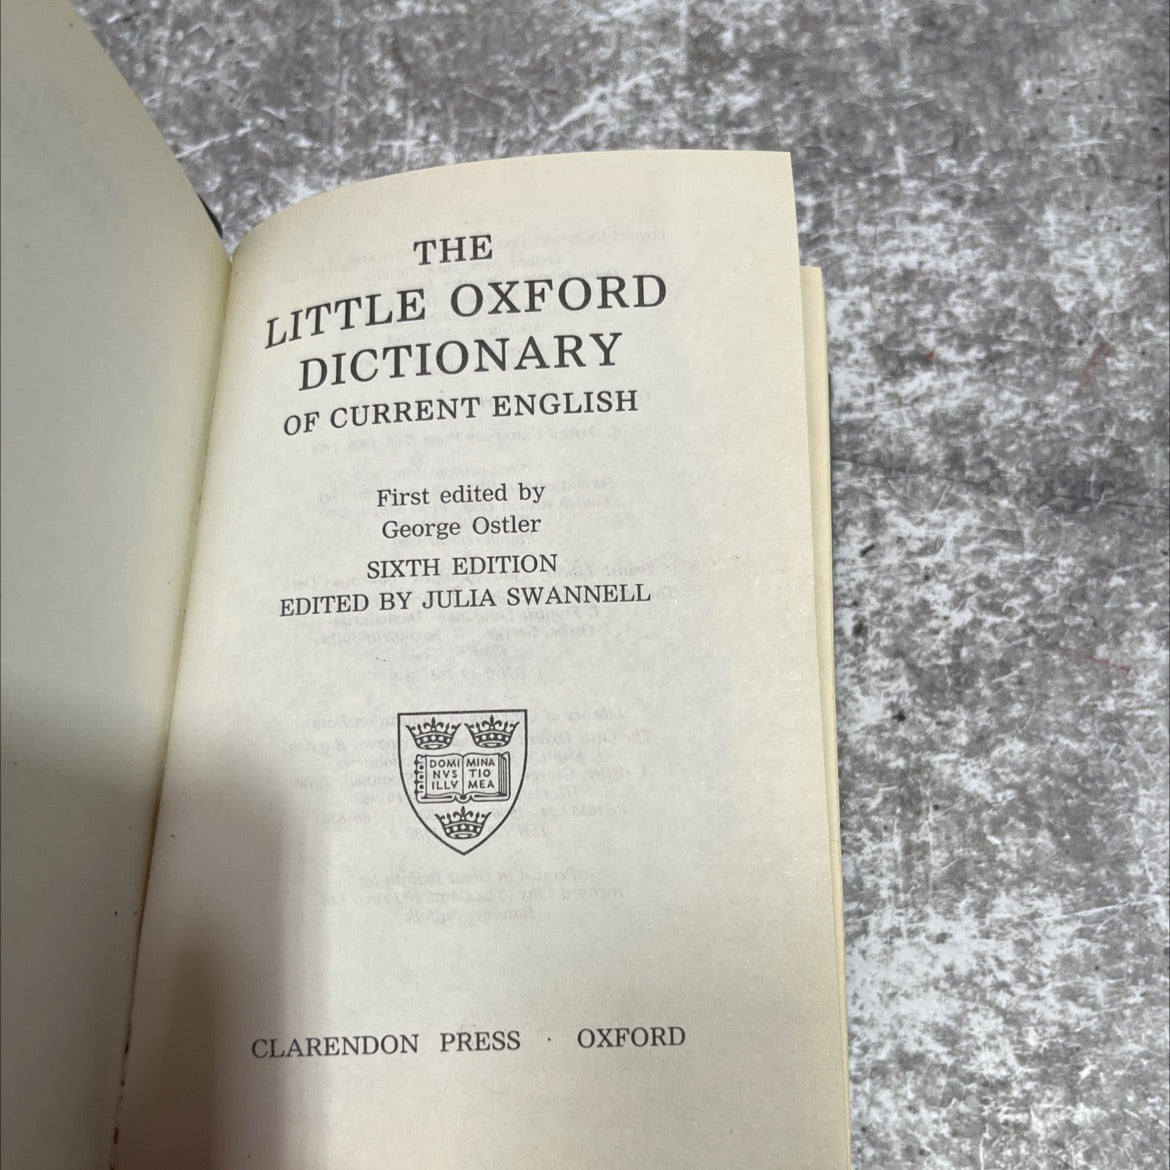 THE
LITTLE OXFORD
DICTIONARY
OF CURRENT ENGLISH
First edited by
George Ostler
SIXTH EDITION
EDITED BY JULIA SWANNELL
DOMI MINA
NVS TIO
ILLV MEA
CLARENDON PRESS · OXFORD